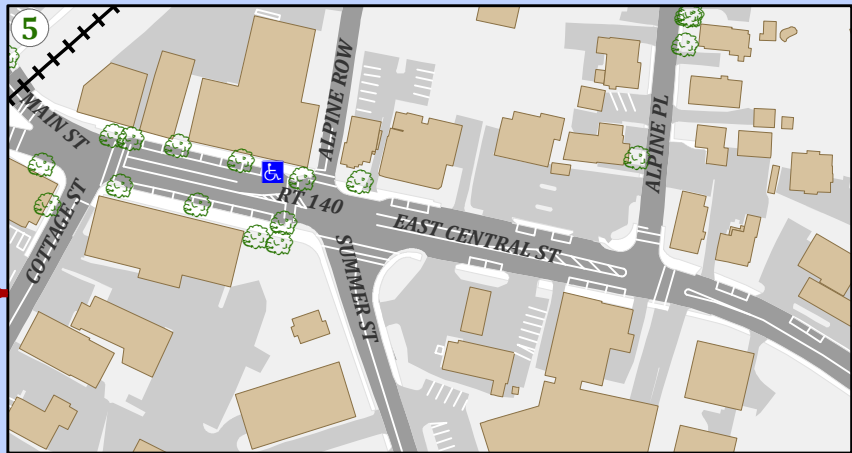 5
MAIN ST
COTTAGE ST
ALPINE ROW
RT 140
SUMMER ST
EAST CENTRAL ST
ALPINE PL